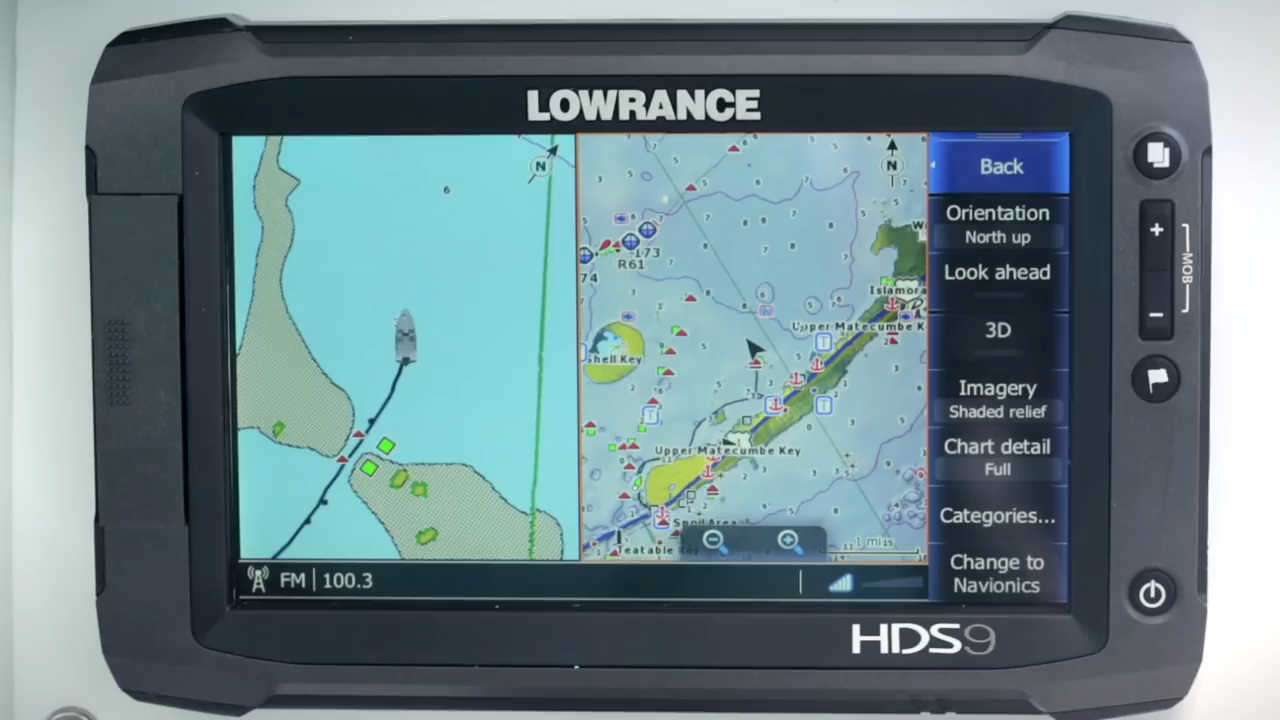 LOWRANCE
N
6
N
Back
Orientation
North up
Look ahead
3D
Imagery
Shaded relief
Chart detail
Full
Categories...
Change to
Navionics
173
R61
74
Islamora
Upper Matecumbe K
Shell Key
Upper Matecumbe Key
Spoil Area
Teatable Key
FM | 100.3
+
MOB
−
HDS9